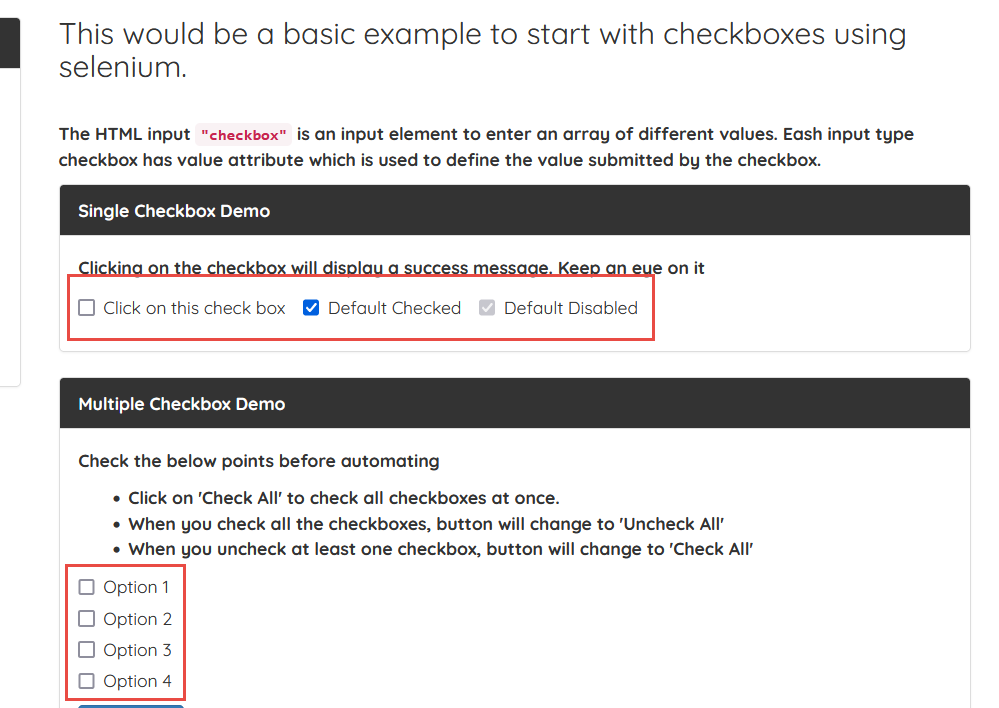 This would be a basic example to start with checkboxes using
selenium.
The HTML input "checkbox" is an input element to enter an array of different values. Eash input type
checkbox has value attribute which is used to define the value submitted by the checkbox.
Single Checkbox Demo
Clicking on the checkbox will display a success message. Keep an eye on it
Click on this check box Default Checked Default Disabled
Multiple Checkbox Demo
Check the below points before automating
• Click on 'Check All' to check all checkboxes at once.
• When you check all the checkboxes, button will change to 'Uncheck All'
• When you uncheck at least one checkbox, button will change to 'Check All'
Option 1
Option 2
Option 3
Option 4